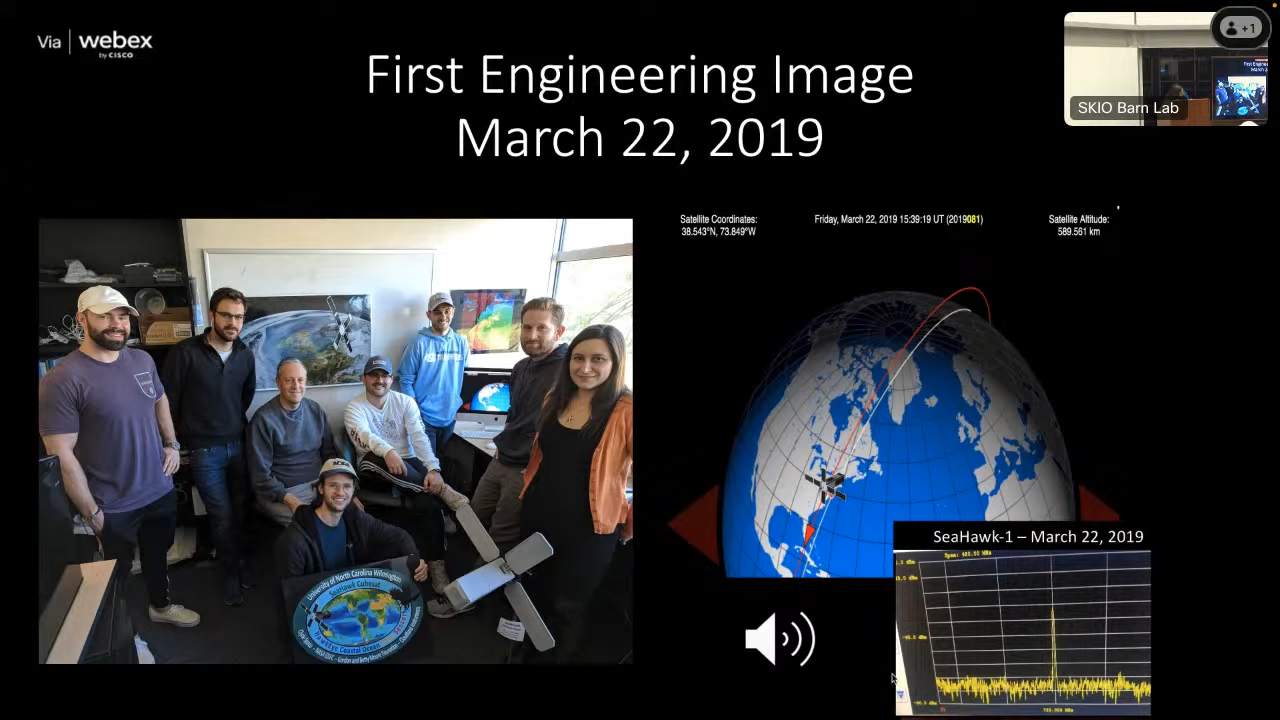 Via webex
by CISCO
+1
SKIO Barn Lab
First Engineering Image
March 22, 2019
Satellite Coordinates:
38.543°N, 73.849°W
Friday, March 22, 2019 15:39:19 UT (2019081)
Satellite Altitude:
589.561 km
University of North Carolina Wilmington
SeaHawk Cubesat
SeaHawk-1 – March 22, 2019